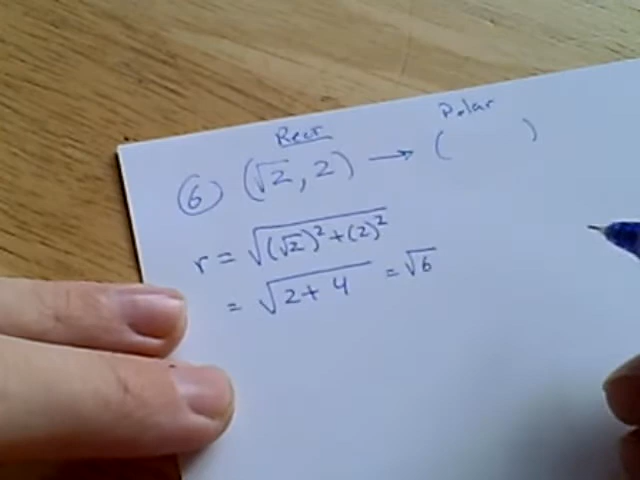 Rect Polar
⑥ (√2, 2) → ( )
r = √((√2)² + (2)²)
= √(2 + 4) = √6